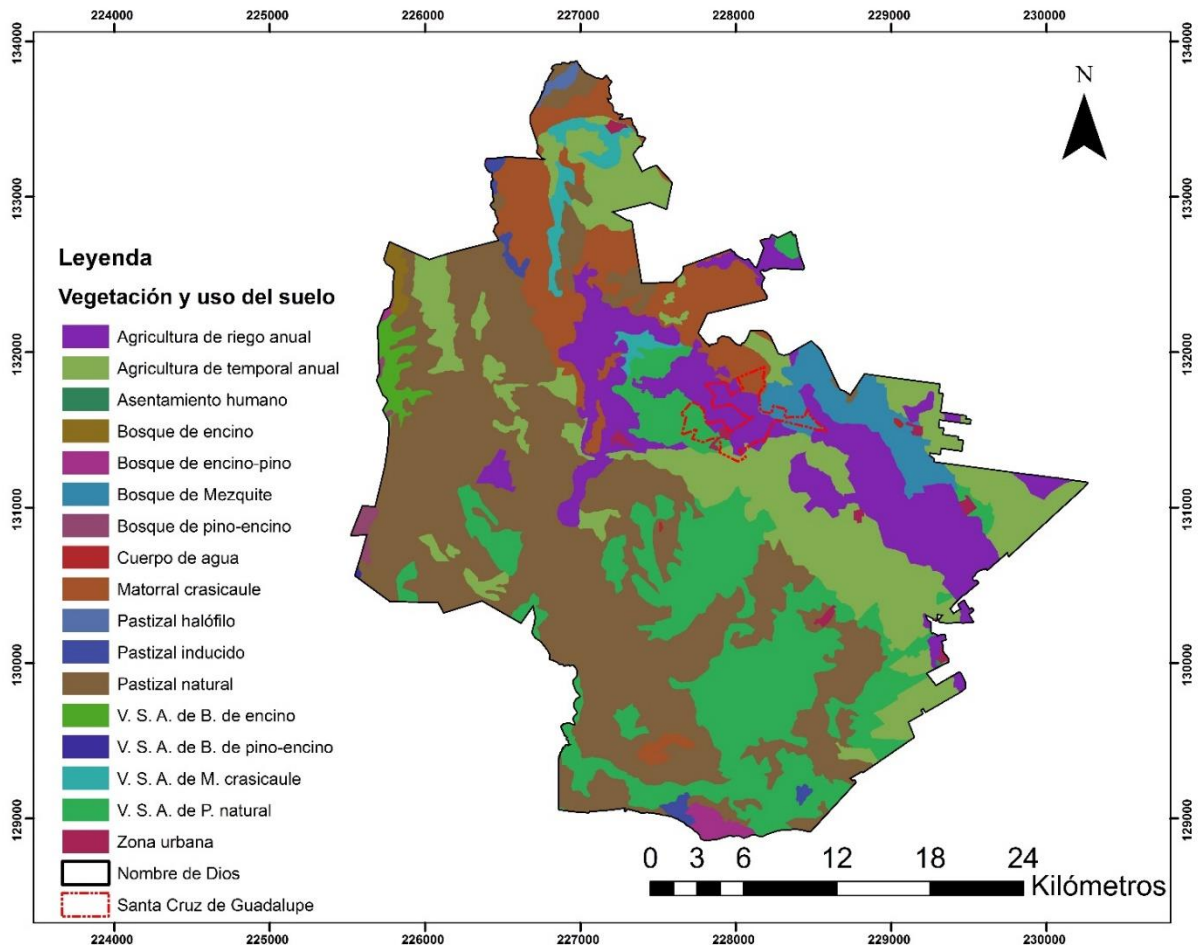 224000 225000 226000 227000 228000 229000 230000
134000 134000
N
133000 133000
Leyenda
Vegetación y uso del suelo
Agricultura de riego anual
132000 132000
Agricultura de temporal anual
Asentamiento humano
Bosque de encino
Bosque de encino-pino
Bosque de Mezquite
131000 131000
Bosque de pino-encino
Cuerpo de agua
Matorral crasicaule
Pastizal halófilo
Pastizal inducido
130000 130000
Pastizal natural
V. S. A. de B. de encino
V. S. A. de B. de pino-encino
V. S. A. de M. crasicaule
V. S. A. de P. natural
129000 129000
Zona urbana
Nombre de Dios
Santa Cruz de Guadalupe
0 3 6 12 18 24
Kilómetros
224000 225000 226000 227000 228000 229000 230000